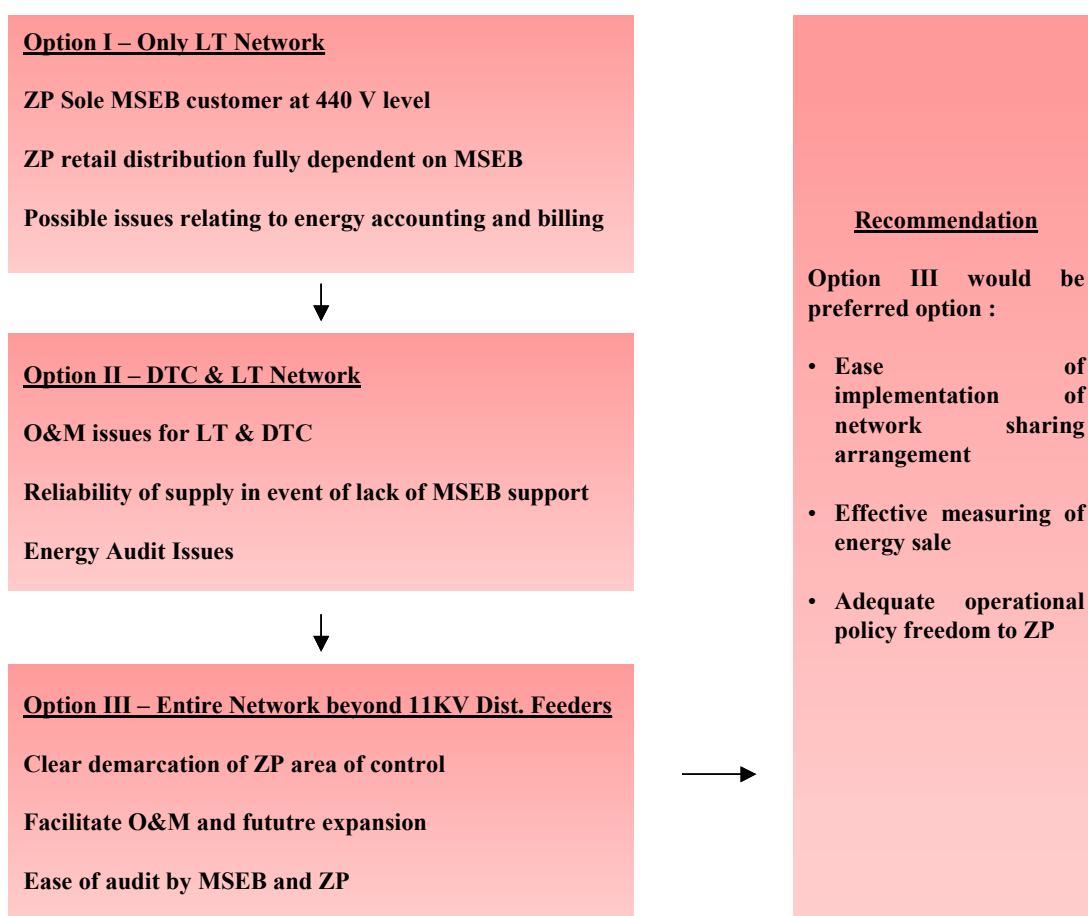 Option I – Only LT Network
ZP Sole MSEB customer at 440 V level
ZP retail distribution fully dependent on MSEB
Possible issues relating to energy accounting and billing
Option II – DTC & LT Network
O&M issues for LT & DTC
Reliability of supply in event of lack of MSEB support
Energy Audit Issues
Option III – Entire Network beyond 11KV Dist. Feeders
Clear demarcation of ZP area of control
Facilitate O&M and fututre expansion
Ease of audit by MSEB and ZP
Recommendation
Option III would be
preferred option :
• Ease of
implementation of
network sharing
arrangement
• Effective measuring of
energy sale
• Adequate operational
policy freedom to ZP